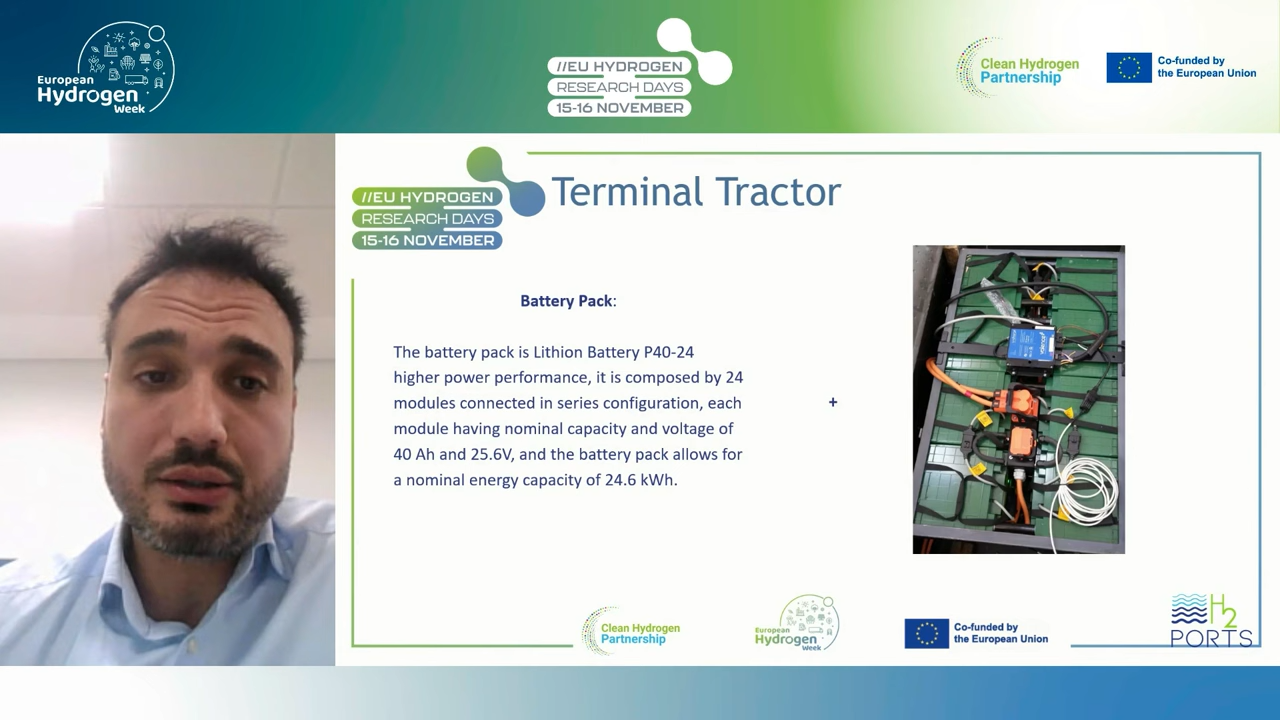 European
Hydrogen
Week
//EU HYDROGEN
RESEARCH DAYS
15-16 NOVEMBER
Clean Hydrogen
Partnership
Co-funded by
the European Union
//EU HYDROGEN
RESEARCH DAYS
15-16 NOVEMBER
Terminal Tractor
Battery Pack:
The battery pack is Lithion Battery P40-24
higher power performance, it is composed by 24
modules connected in series configuration, each
module having nominal capacity and voltage of
40 Ah and 25.6V, and the battery pack allows for
a nominal energy capacity of 24.6 kWh.
+
Clean Hydrogen
Partnership
European
Hydrogen
Week
Co-funded by
the European Union
H2
PORTS